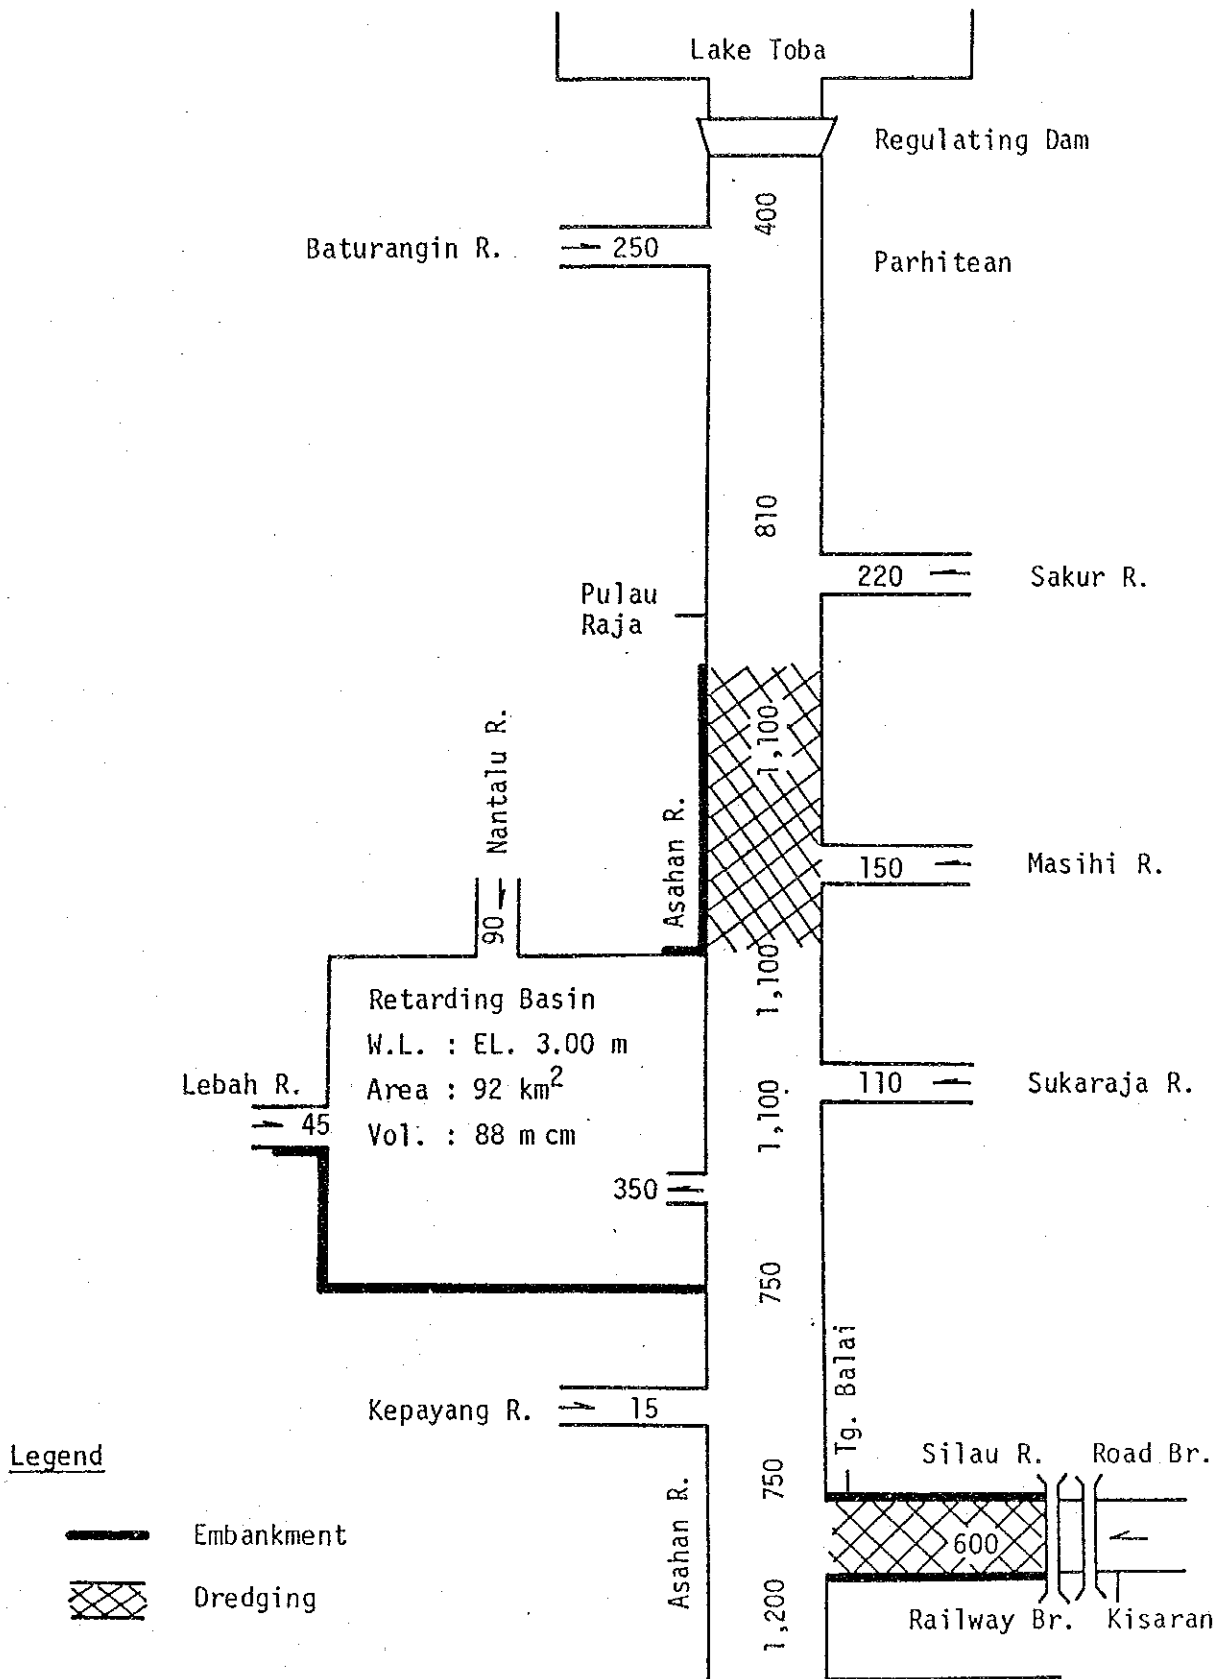 Lake Toba
Regulating Dam
400
Baturangin R.
250
Parhitean
810
220
Sakur R.
Pulau
Raja
1,100
Nantalu R.
Asahan R.
150
Masihi R.
90
1,100
Retarding Basin
W.L. : EL. 3.00 m
Area : 92 km²
Vol. : 88 m cm
Lebah R.
45
110
Sukaraja R.
1,100
350
750
Kepayang R.
15
Tg. Balai
Legend
Embankment
Dredging
Asahan R.
750
Silau R.
Road Br.
600
1,200
Railway Br.
Kisaran